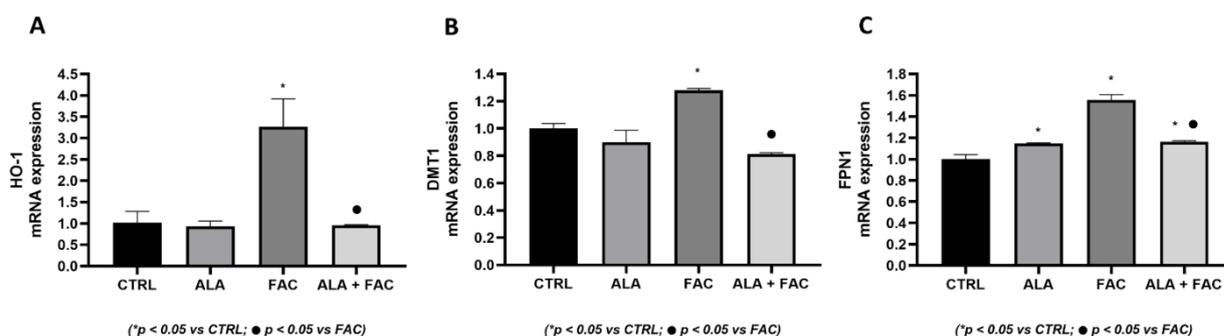 A
HO-1
mRNA expression
4.5
4.0
3.5
3.0
2.5
2.0
1.5
1.0
0.5
0.0
*
●
CTRL ALA FAC ALA + FAC
(*p < 0.05 vs CTRL; ● p < 0.05 vs FAC)
B
DMT1
mRNA expression
1.4
1.2
1.0
0.8
0.6
0.4
0.2
0.0
*
●
CTRL ALA FAC ALA + FAC
(*p < 0.05 vs CTRL; ● p < 0.05 vs FAC)
C
FPN1
mRNA expression
1.8
1.6
1.4
1.2
1.0
0.8
0.6
0.4
0.2
0.0
*
*
* ●
CTRL ALA FAC ALA + FAC
(*p < 0.05 vs CTRL; ● p < 0.05 vs FAC)